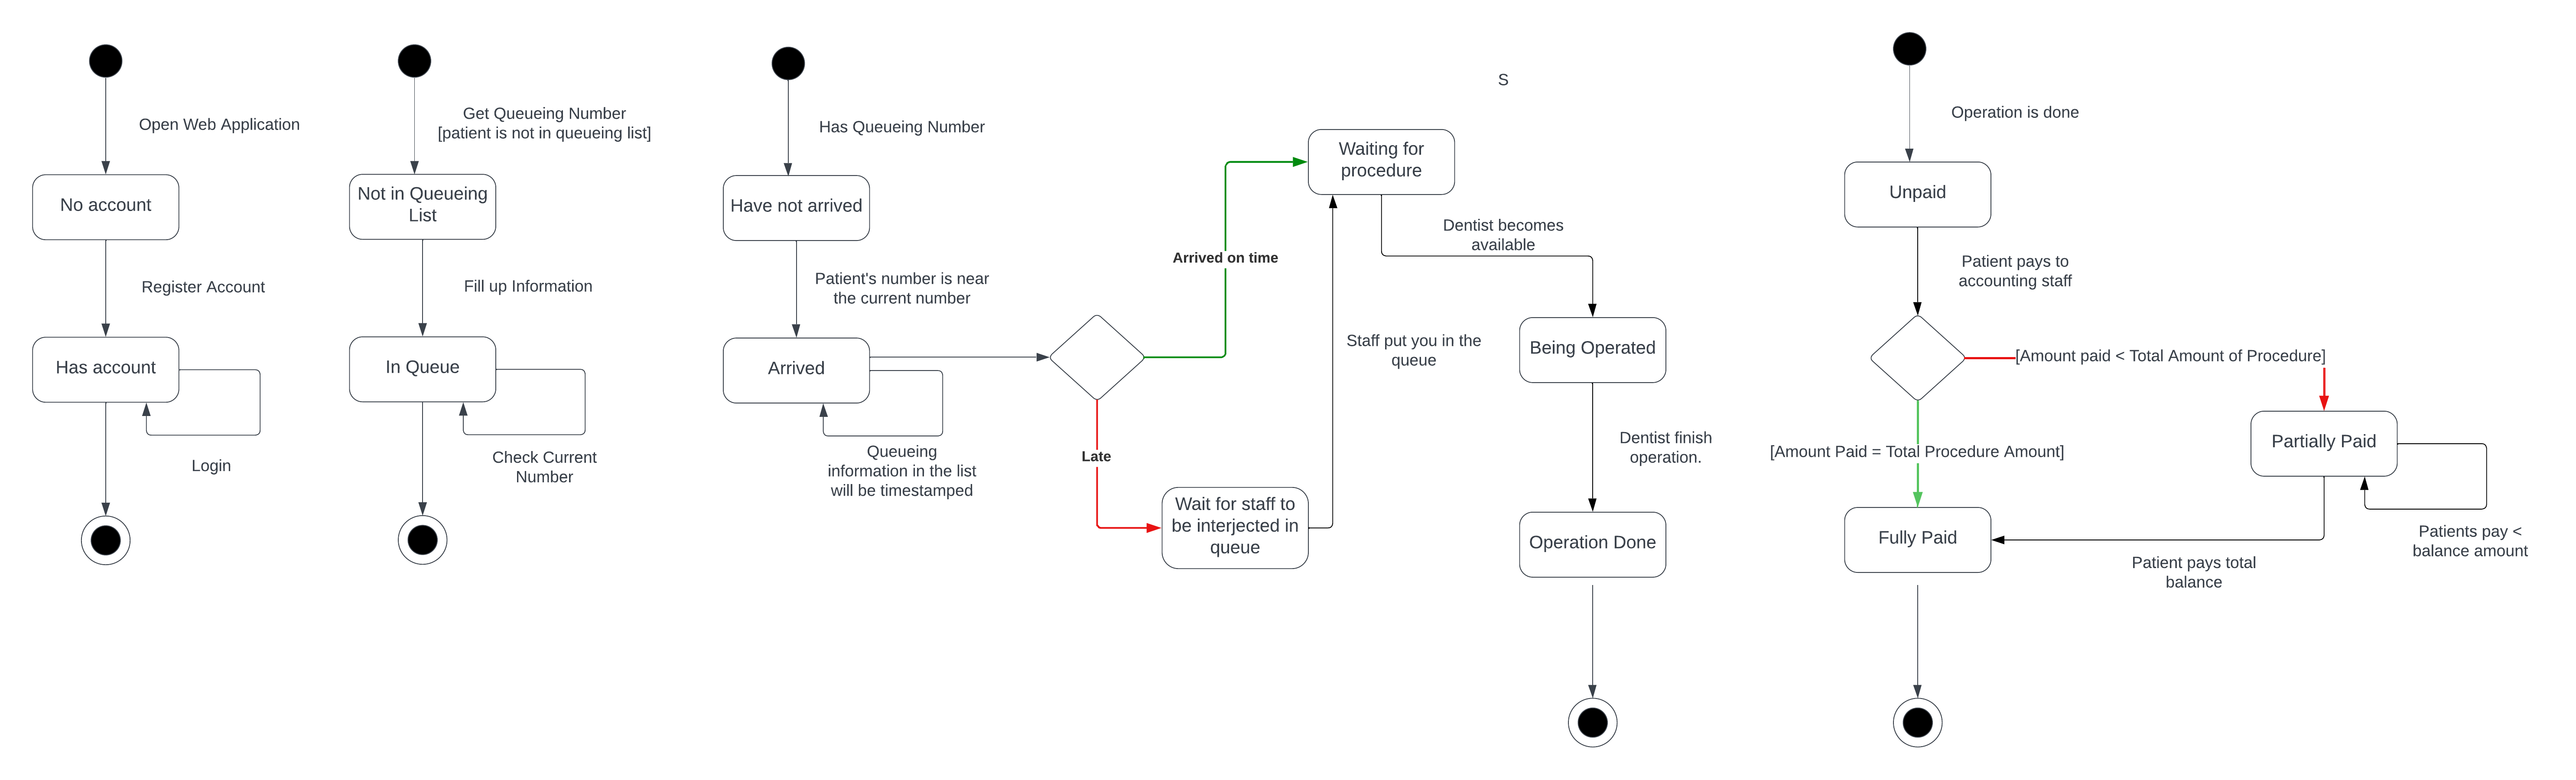 Open Web Application
No account
Register Account
Has account
Login
Get Queueing Number
[patient is not in queueing list]
Not in Queueing
List
Fill up Information
In Queue
Check Current
Number
Has Queueing Number
Have not arrived
Patient's number is near
the current number
Arrived
Queueing
information in the list
will be timestamped
Arrived on time
Late
Wait for staff to
be interjected in
queue
Staff put you in the
queue
S
Waiting for
procedure
Dentist becomes
available
Being Operated
Dentist finish
operation.
Operation Done
Operation is done
Unpaid
Patient pays to
accounting staff
[Amount paid < Total Amount of Procedure]
[Amount Paid = Total Procedure Amount]
Partially Paid
Patients pay <
balance amount
Fully Paid
Patient pays total
balance